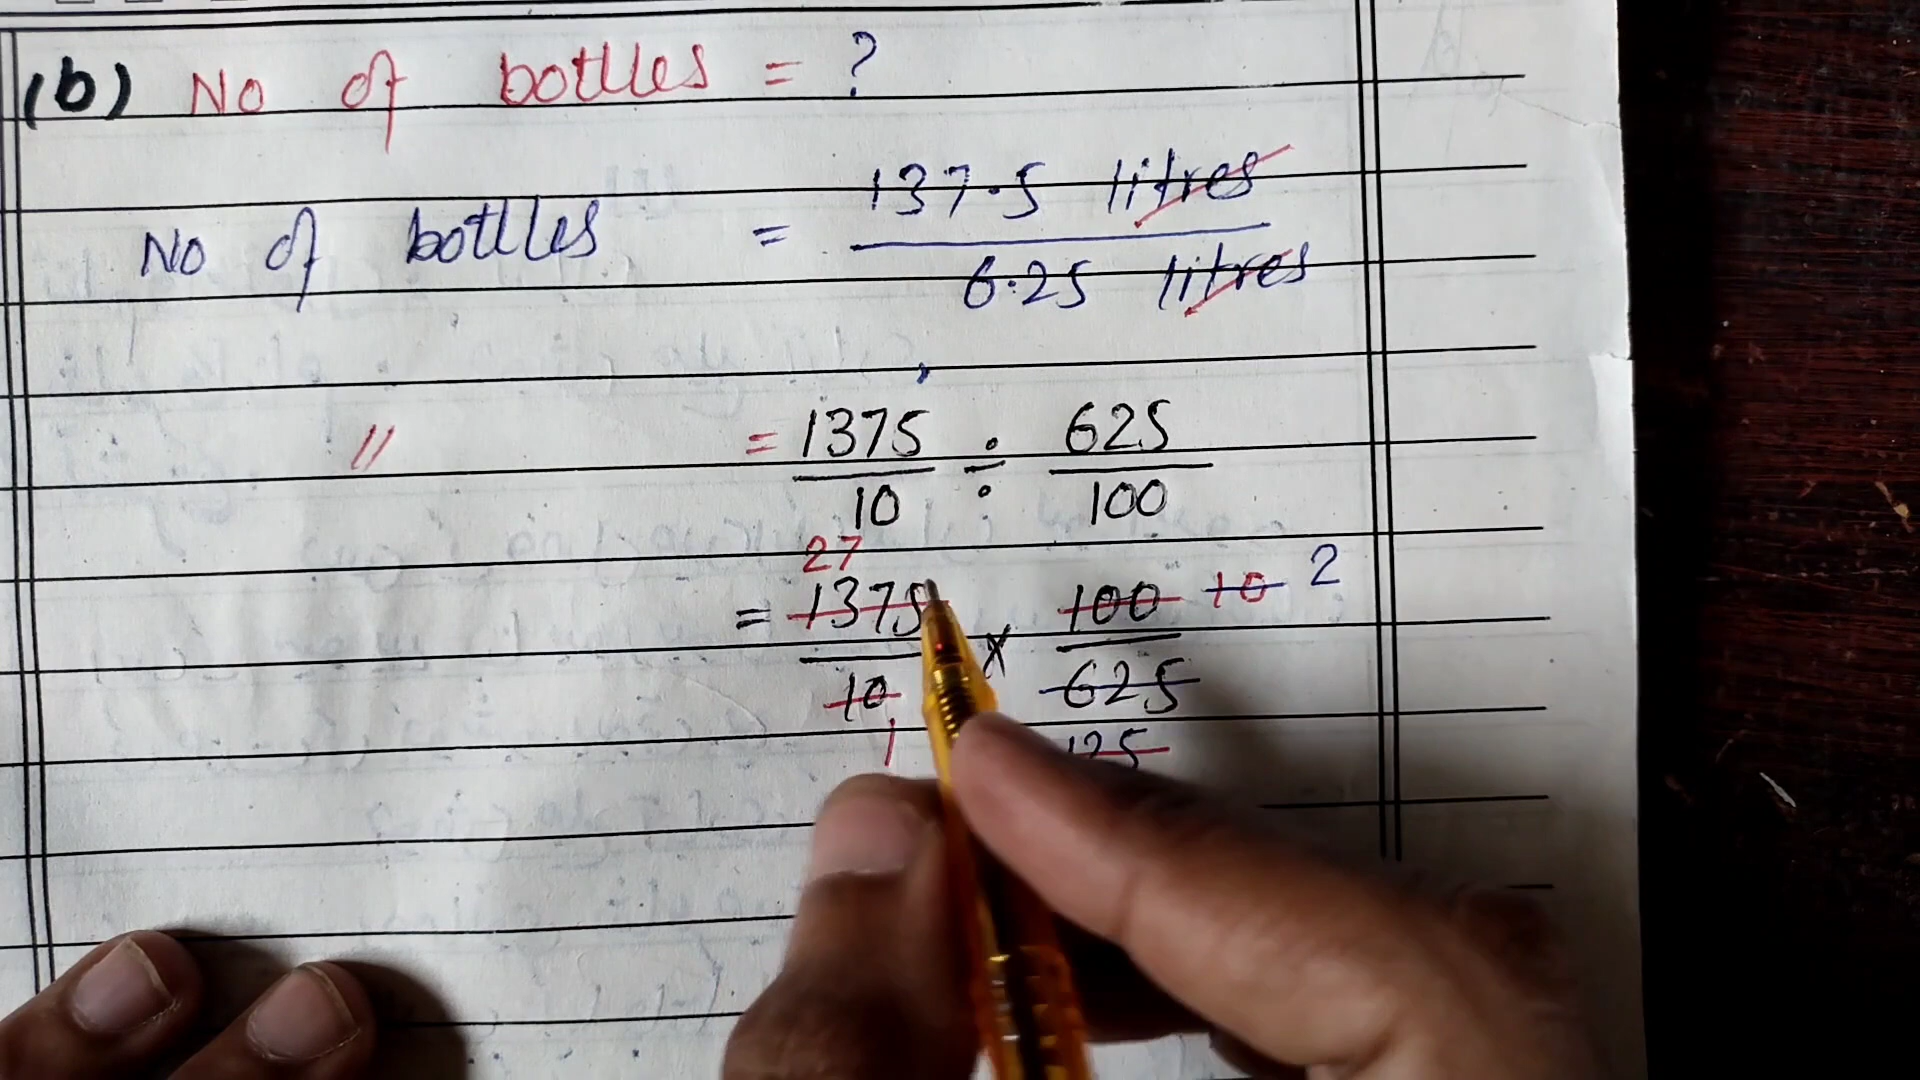 (b) No of bottles = ?
No of bottles = 137.5 litres
6.25 litres
〃 = 1375 ÷ 625
10 100
27
= 1375 × 100 10 2
10 625
1 125